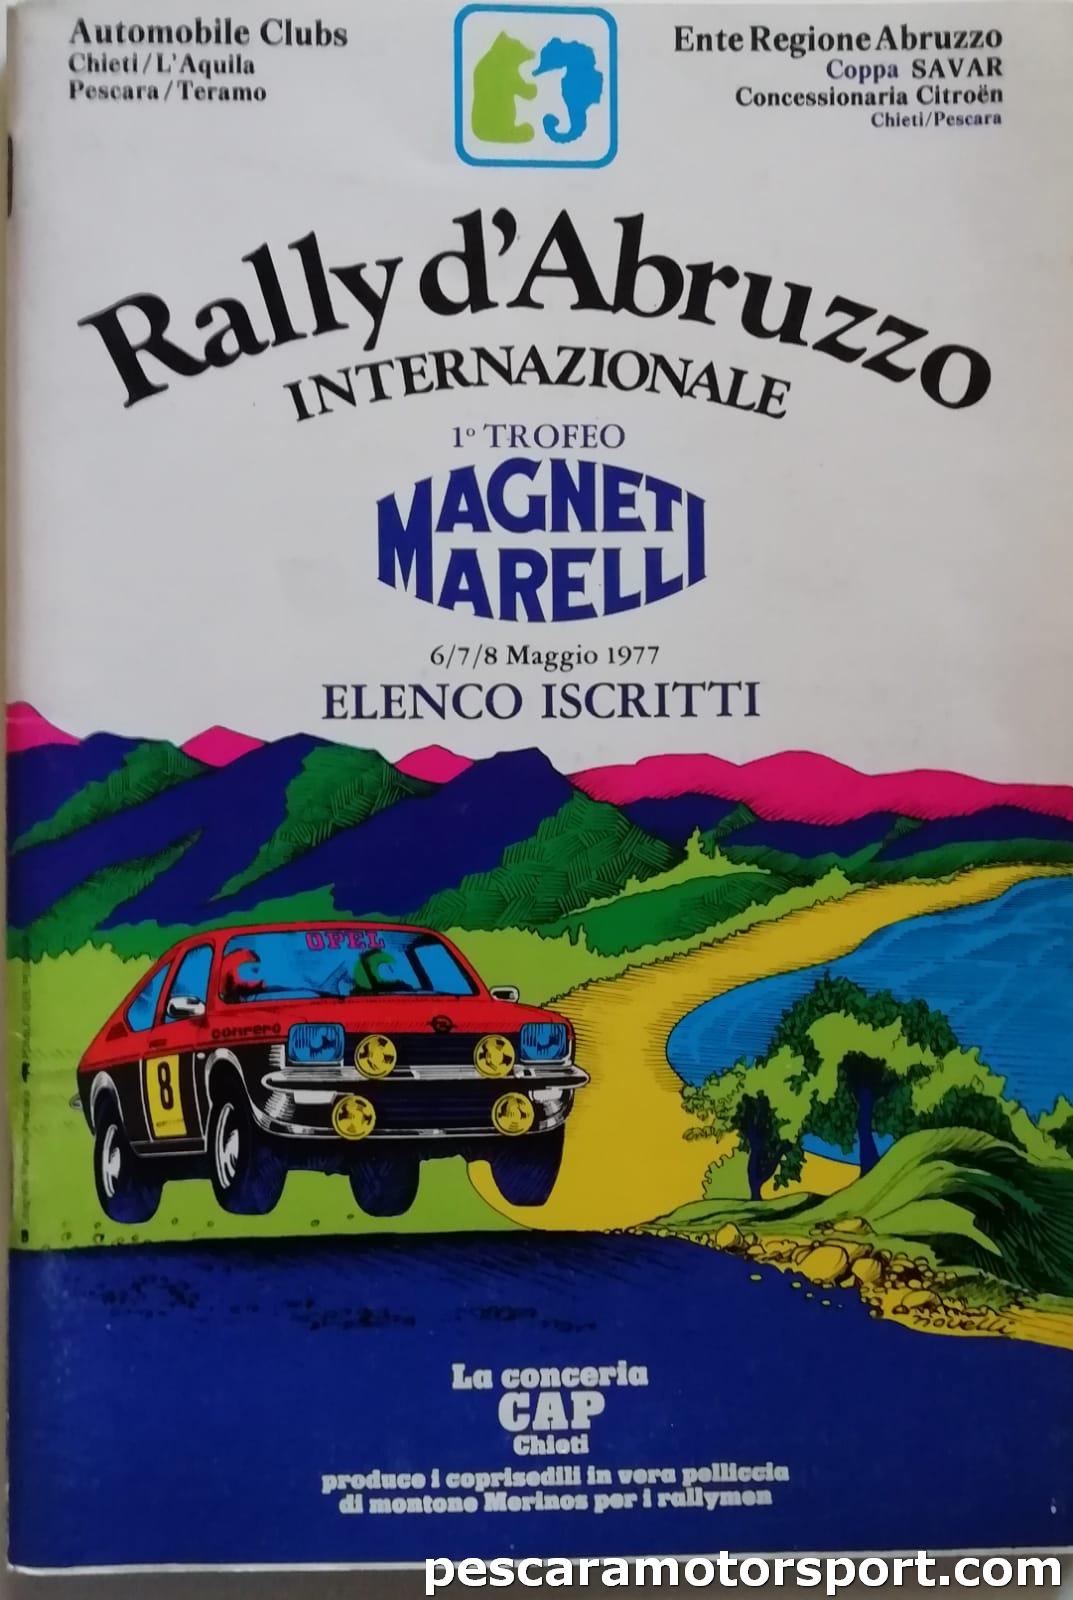 Automobile Clubs
Chieti/L'Aquila
Pescara/Teramo
Ente Regione Abruzzo
Coppa SAVAR
Concessionaria Citroën
Chieti/Pescara
Rally d'Abruzzo
INTERNAZIONALE
1º TROFEO
MAGNETI
MARELLI
6/7/8 Maggio 1977
ELENCO ISCRITTI
OPEL
conrero
8
novelli
La conceria
CAP
Chieti
produce i coprisedili in vera pelliccia
di montone Merinos per i rallymen
pescaramotorsport.com